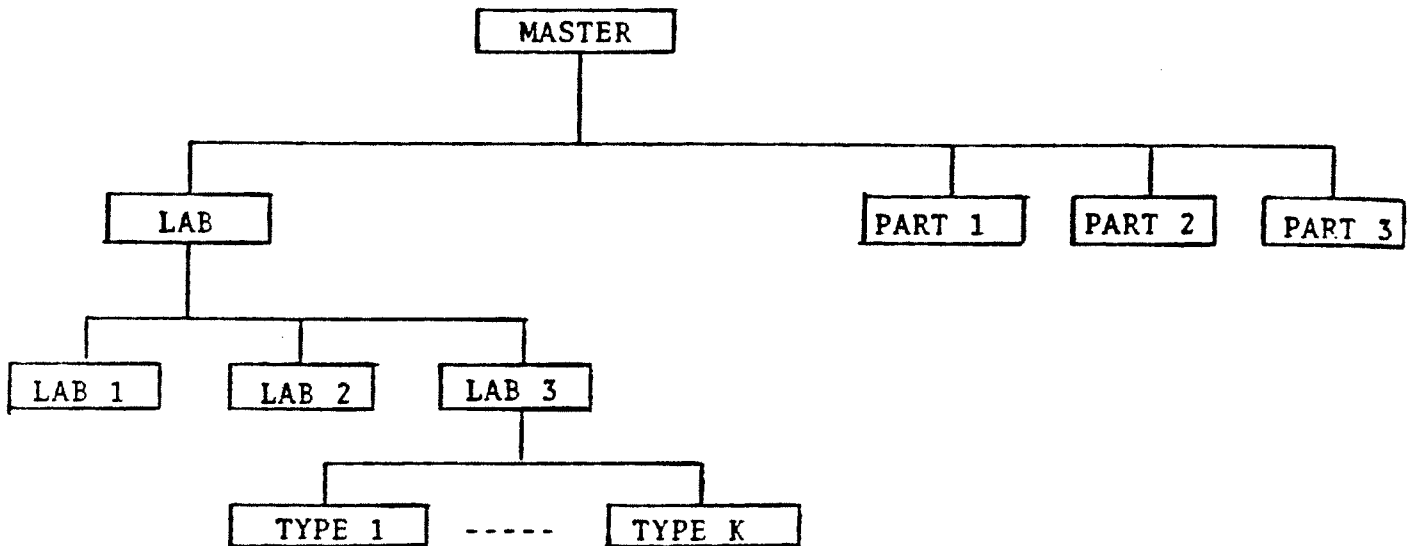 MASTER
LAB PART 1 PART 2 PART 3
LAB 1 LAB 2 LAB 3
TYPE 1 ----- TYPE K